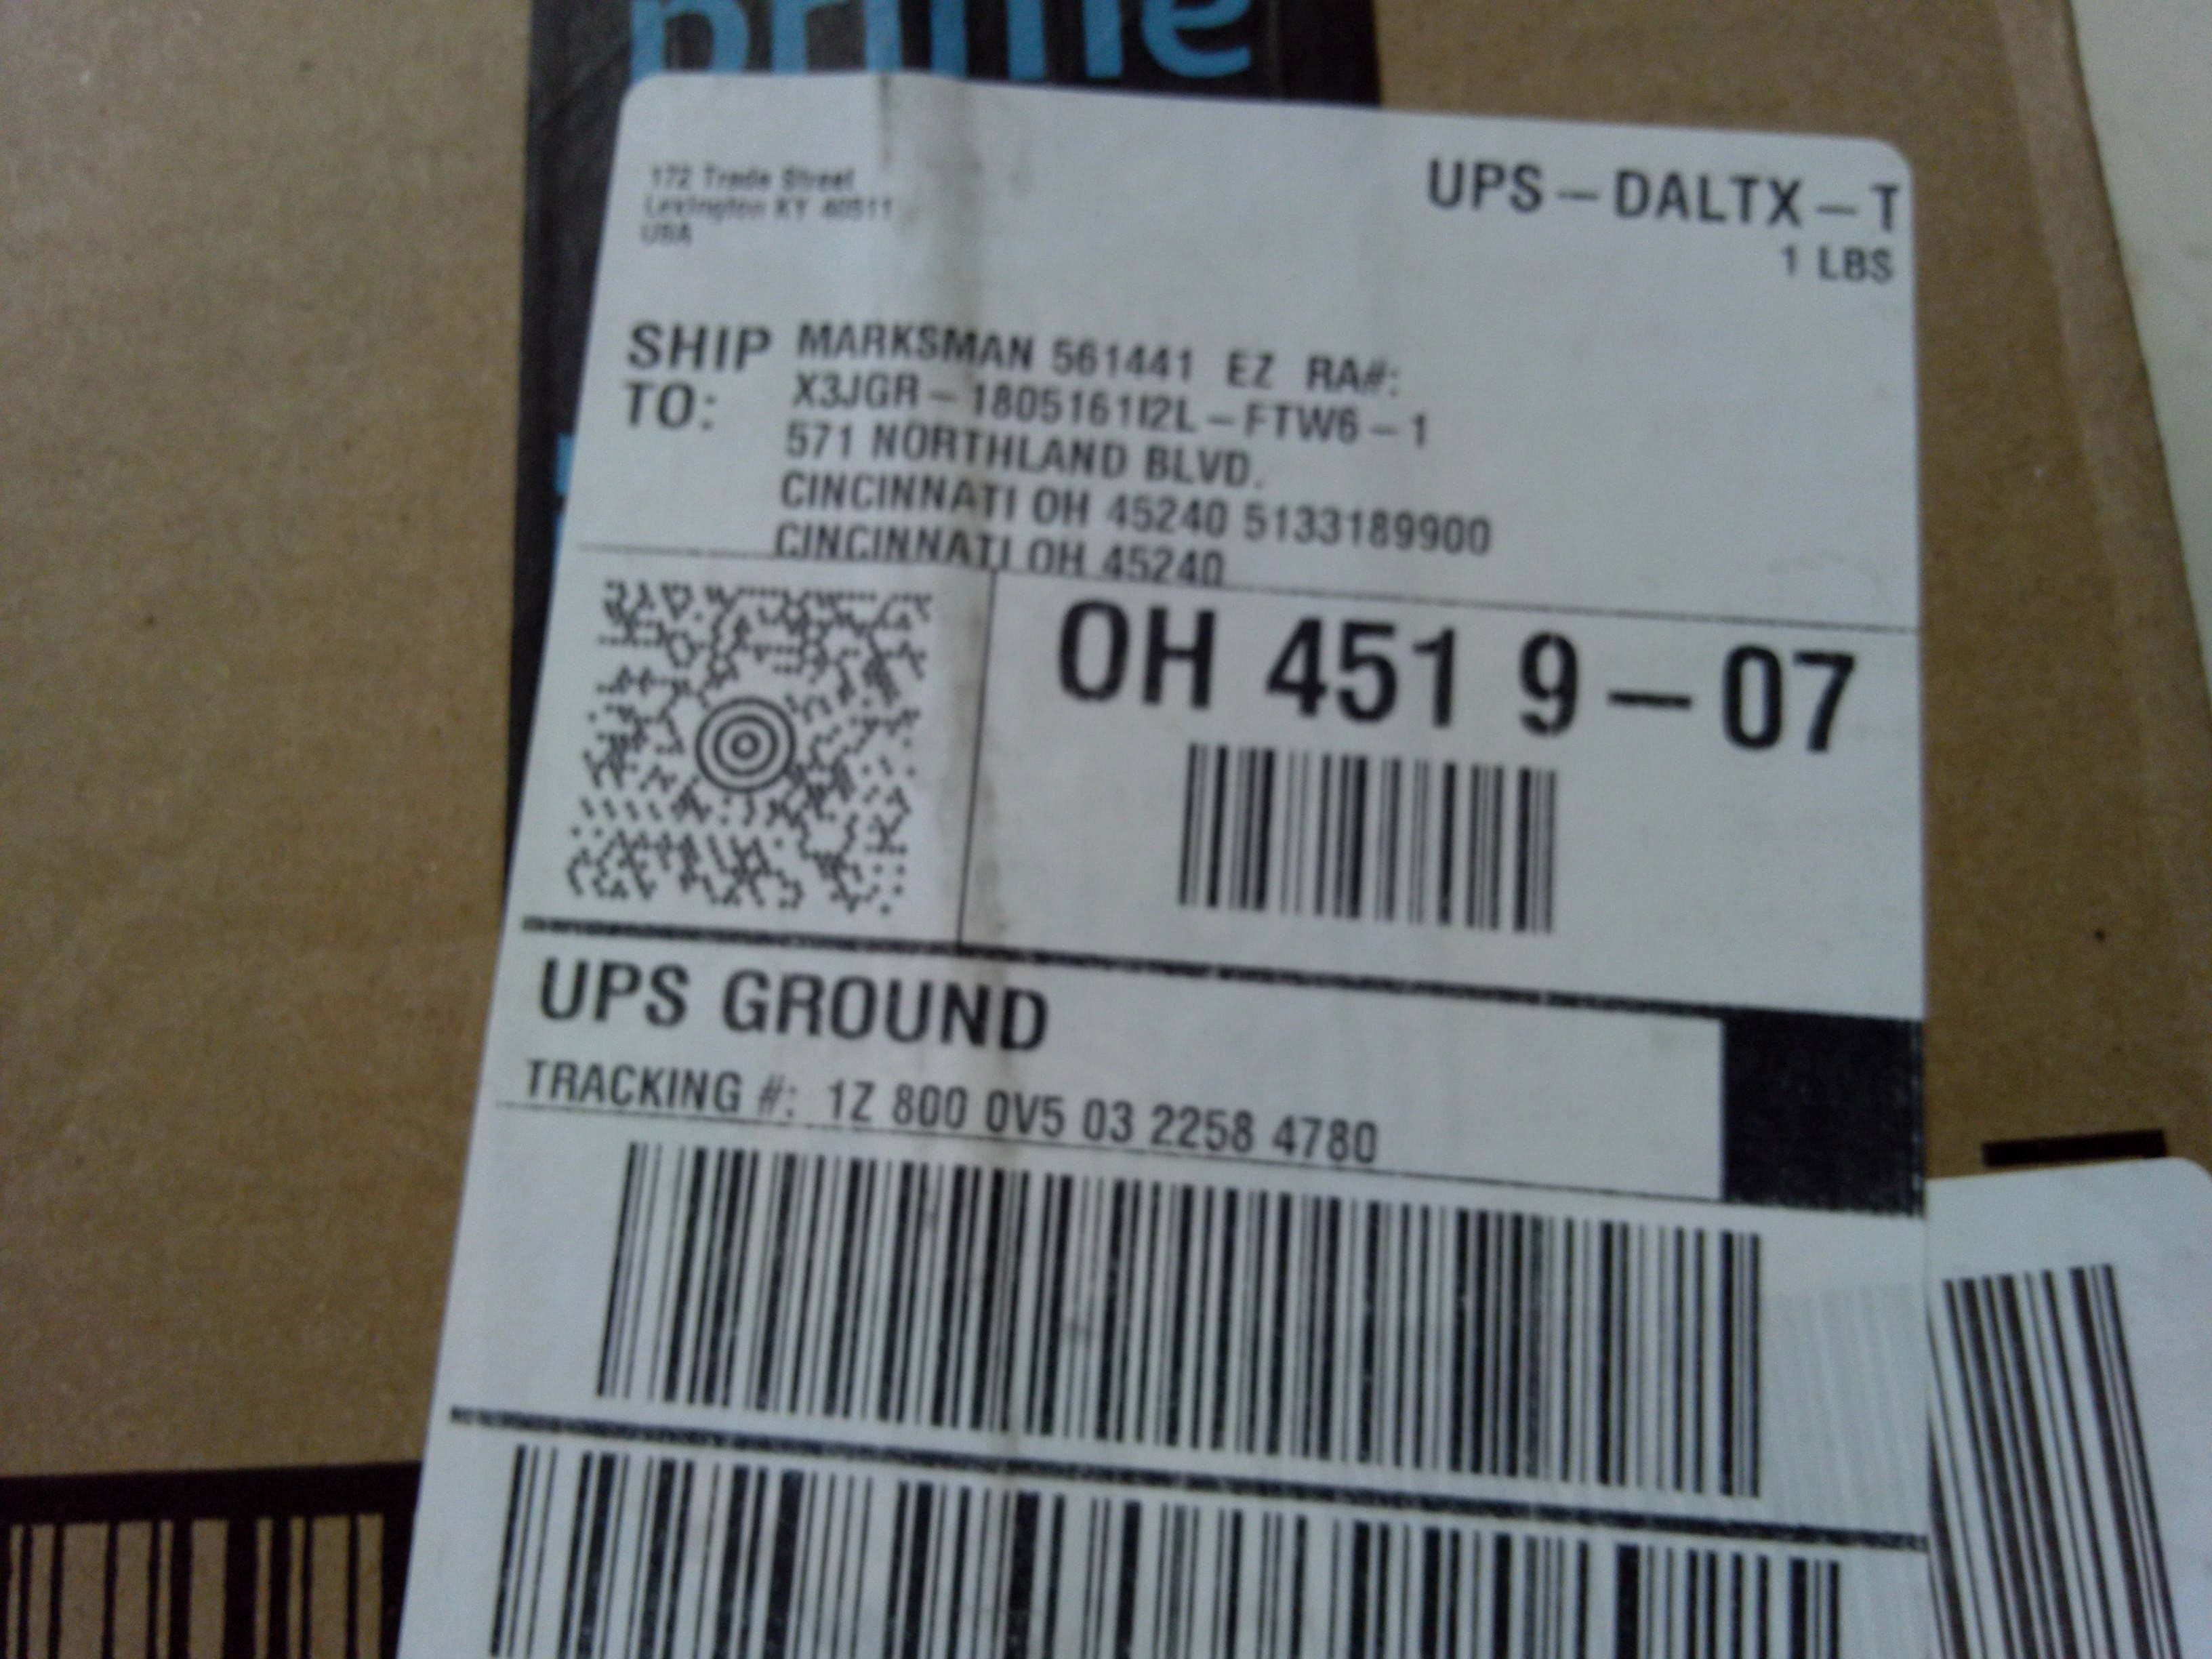 prime
172 Trade Street
Lexington KY 40511
USA
UPS-DALTX-T
1 LBS
SHIP TO:
MARKSMAN 561441 EZ RA#:
X3JGR-1805161I2L-FTW6-1
571 NORTHLAND BLVD.
CINCINNATI OH 45240 5133189900
CINCINNATI OH 45240
OH 451 9-07
UPS GROUND
TRACKING #: 1Z 800 0V5 03 2258 4780